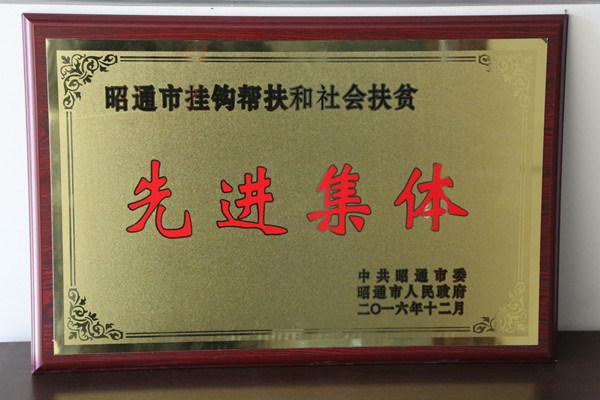 昭通市挂钩帮扶和社会扶贫
先进集体
中共昭通市委
昭通市人民政府
二〇一六年十二月